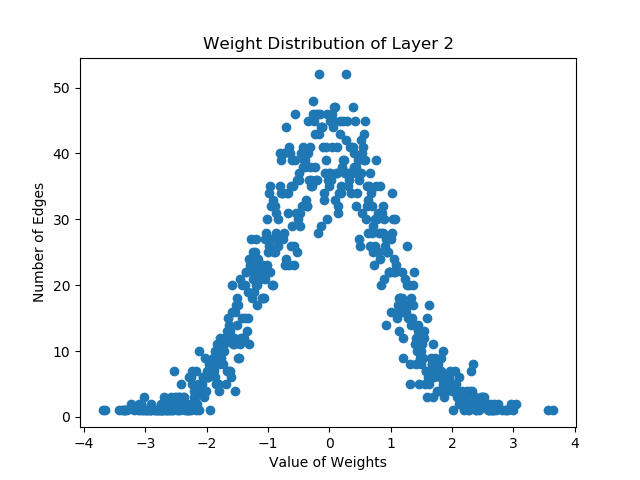 Weight Distribution of Layer 2
50
40
30
20
10
0
Number of Edges
−4 −3 −2 −1 0 1 2 3 4
Value of Weights